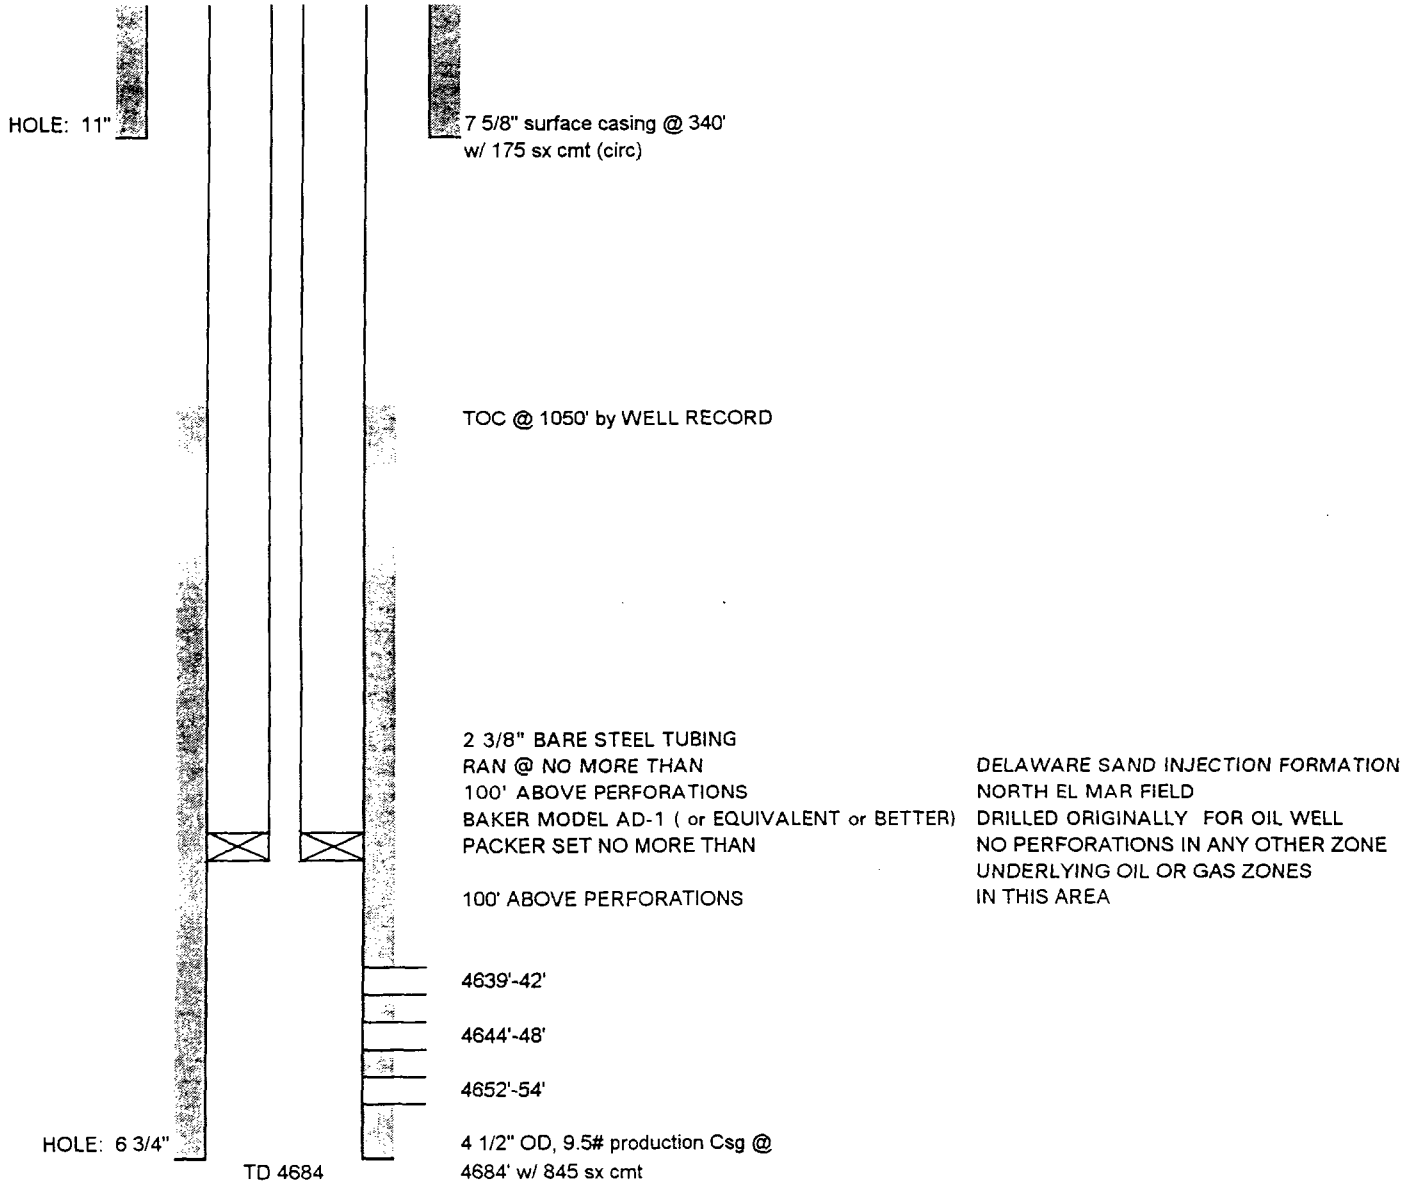 HOLE: 11"
7 5/8" surface casing @ 340'
w/ 175 sx cmt (circ)
TOC @ 1050' by WELL RECORD
2 3/8" BARE STEEL TUBING
RAN @ NO MORE THAN
100' ABOVE PERFORATIONS
BAKER MODEL AD-1 ( or EQUIVALENT or BETTER)
PACKER SET NO MORE THAN
100' ABOVE PERFORATIONS
DELAWARE SAND INJECTION FORMATION
NORTH EL MAR FIELD
DRILLED ORIGINALLY FOR OIL WELL
NO PERFORATIONS IN ANY OTHER ZONE
UNDERLYING OIL OR GAS ZONES
IN THIS AREA
4639'-42'
4644'-48'
4652'-54'
HOLE: 6 3/4"
TD 4684
4 1/2" OD, 9.5# production Csg @
4684' w/ 845 sx cmt